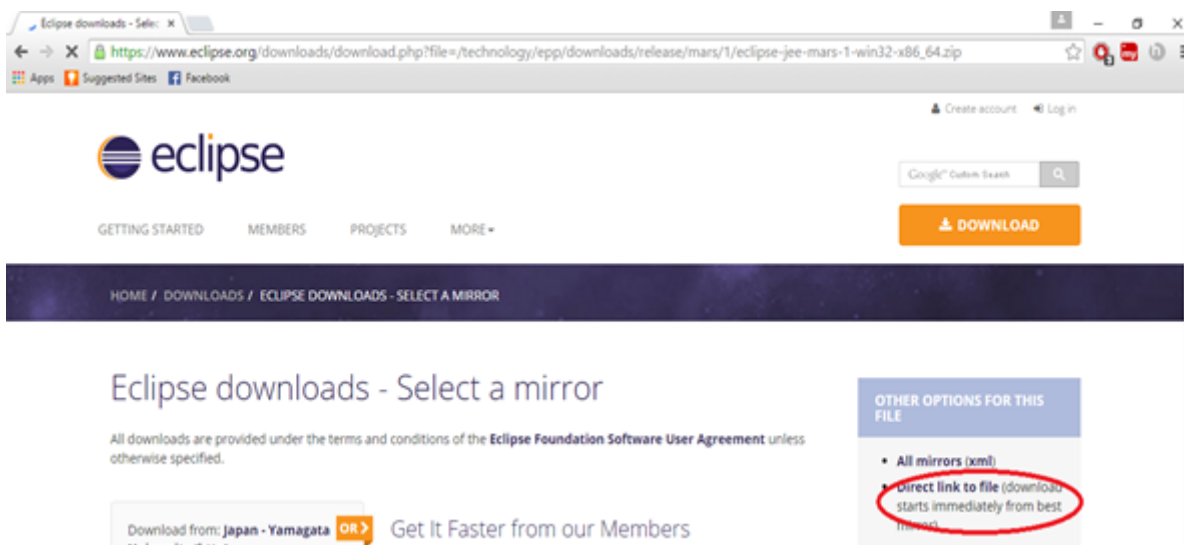 Eclipse downloads - Selec
https://www.eclipse.org/downloads/download.php?file=/technology/epp/downloads/release/mars/1/eclipse-jee-mars-1-win32-x86_64.zip
Apps Suggested Sites Facebook
Create account Log in
eclipse
Google™ Custom Search
GETTING STARTED MEMBERS PROJECTS MORE
DOWNLOAD
HOME / DOWNLOADS / ECLIPSE DOWNLOADS - SELECT A MIRROR
Eclipse downloads - Select a mirror
All downloads are provided under the terms and conditions of the Eclipse Foundation Software User Agreement unless
otherwise specified.
Download from: Japan - Yamagata
OR
Get It Faster from our Members
OTHER OPTIONS FOR THIS
FILE
All mirrors (xml)
Direct link to file (download
starts immediately from best
mirror)